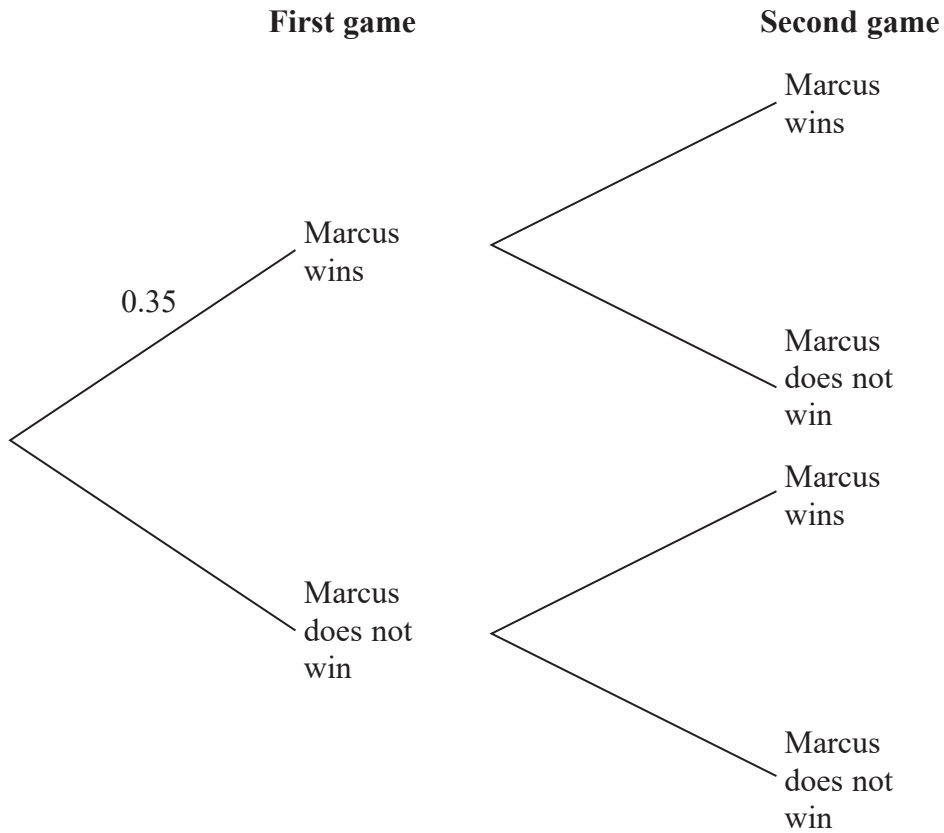 First game
Second game
Marcus
wins
Marcus
wins
0.35
Marcus
does not
win
Marcus
wins
Marcus
does not
win
Marcus
does not
win